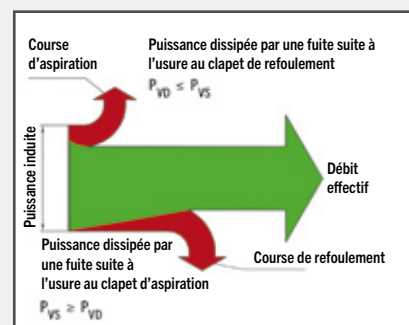 Course
d’aspiration
Puissance dissipée par une fuite suite à
l’usure au clapet de refoulement
PVD ≤ PVS
Puissance induite
Débit
effectif
Puissance dissipée par
une fuite suite à
l’usure au clapet d’aspiration
PVS ≥ PVD
Course de refoulement